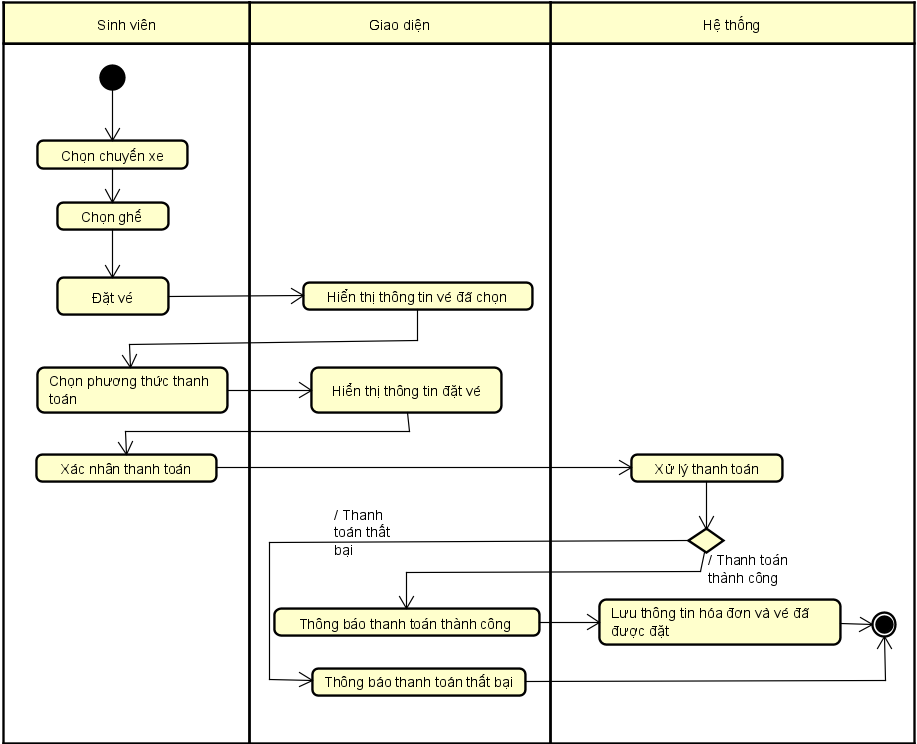 Sinh viên
Giao diện
Hệ thống
Chọn chuyến xe
Chọn ghế
Đặt vé
Hiển thị thông tin vé đã chọn
Chọn phương thức thanh
toán
Hiển thị thông tin đặt vé
Xác nhân thanh toán
Xử lý thanh toán
/ Thanh
toán thất
bại
/ Thanh toán
thành công
Thông báo thanh toán thành công
Lưu thông tin hóa đơn và vé đã
được đặt
Thông báo thanh toán thất bại